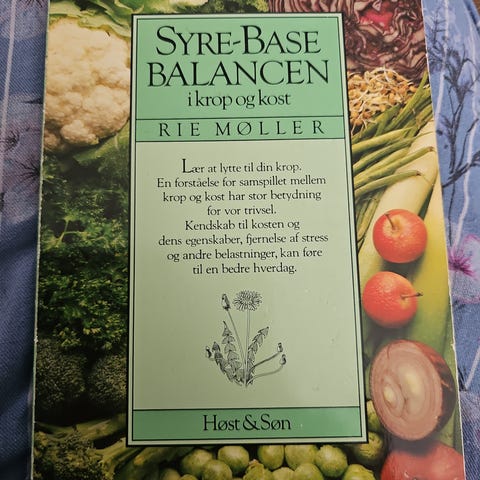 SYRE-BASE
BALANCEN
i krop og kost
RIE MØLLER
Lær at lytte til din krop.
En forståelse for samspillet mellem
krop og kost har stor betydning
for vor trivsel.
Kendskab til kosten og
dens egenskaber, fjernelse af stress
og andre belastninger, kan føre
til en bedre hverdag.
Høst & Søn